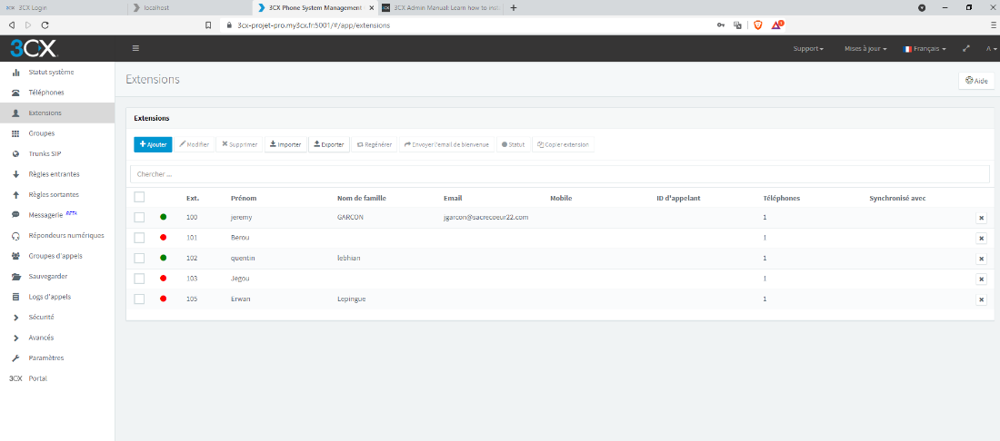 3CX Login
localhost
3CX Phone System Management
3CX Admin Manual: Learn how to inst
3cx-projet-pro.my3cx.fr:5001/#/app/extensions
3CX
Support
Mises à jour
Français
A
Statut système
Téléphones
Extensions
Groupes
Trunks SIP
Règles entrantes
Règles sortantes
Messagerie BETA
Répondeurs numériques
Groupes d'appels
Sauvegarder
Logs d'appels
Sécurité
Avancés
Paramètres
3CX Portal
Extensions
Aide
Extensions
Ajouter Modifier Supprimer Importer Exporter Regénérer Envoyer l'email de bienvenue Statut Copier extension
Chercher ...
Ext. Prénom Nom de famille Email Mobile ID d'appelant Téléphones Synchronisé avec
100 jeremy GARCON jgarcon@sacrecoeur22.com 1
101 Berou 1
102 quentin lebhian 1
103 Jegou 1
105 Erwan Lepingue 1